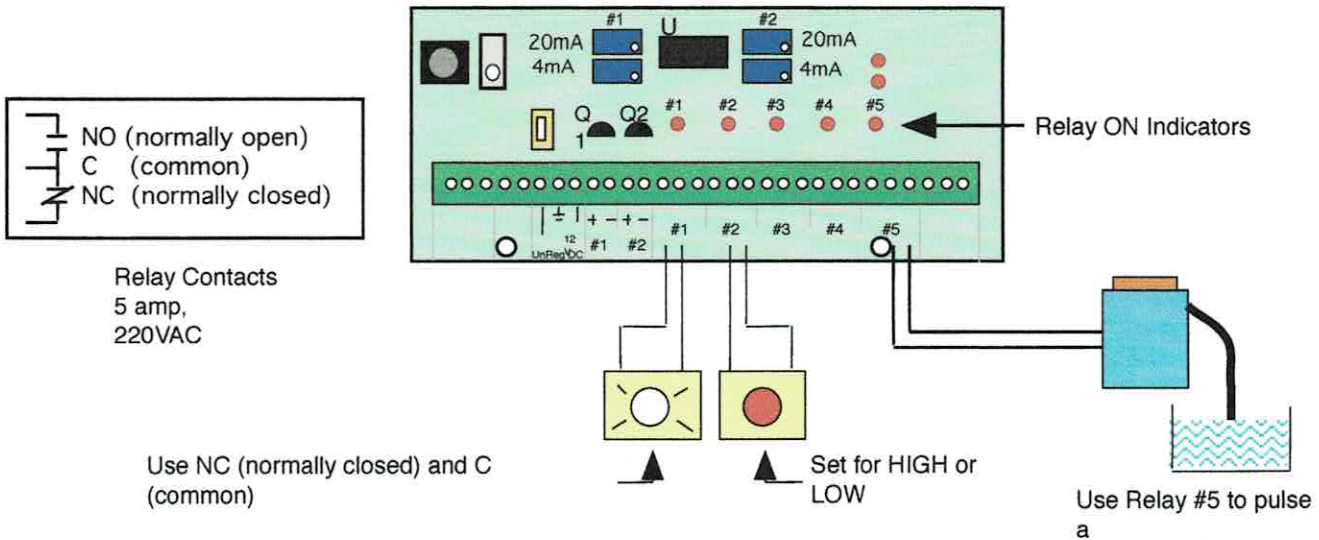 #1
#2
U
20mA
20mA
4mA
4mA
Q
1
Q2
#1
#2
#3
#4
#5
Relay ON Indicators
NO (normally open)
C (common)
NC (normally closed)
Relay Contacts
5 amp,
220VAC
+ - + -
12
UnReg VDC
#1
#2
#1
#2
#3
#4
#5
Use NC (normally closed) and C
(common)
Set for HIGH or
LOW
Use Relay #5 to pulse
a